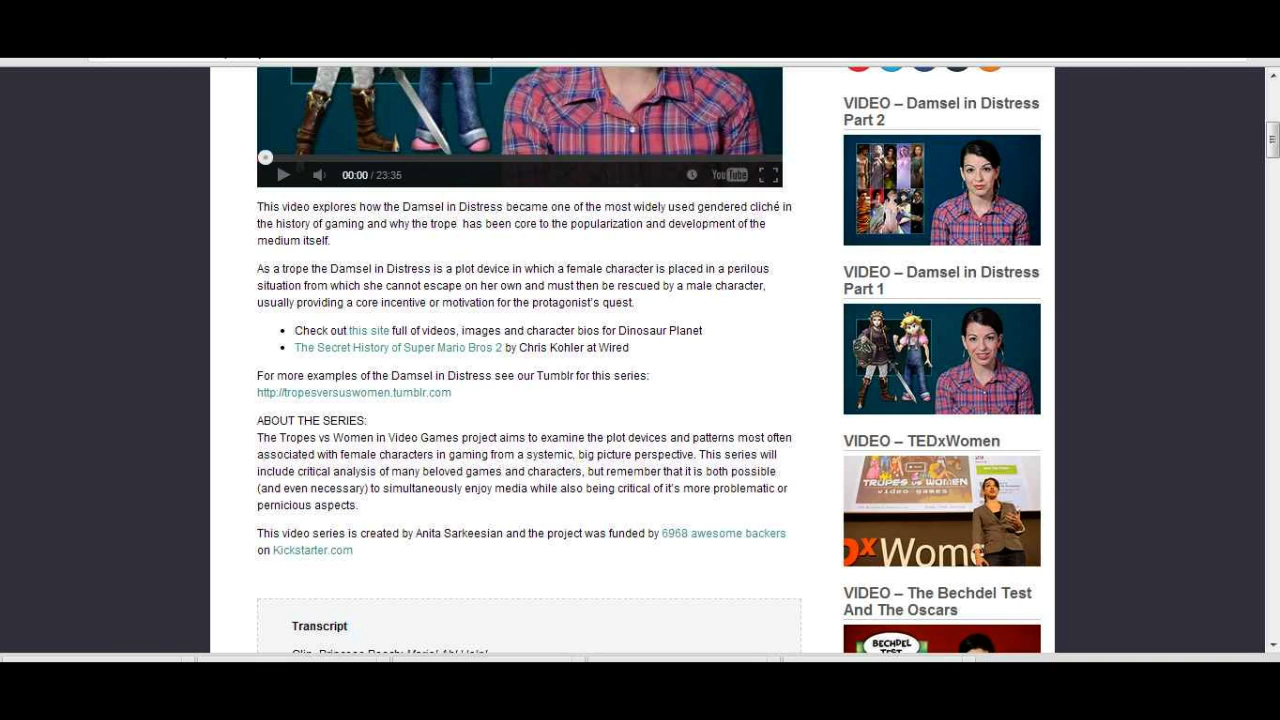 00:00 / 23:35
YouTube
This video explores how the Damsel in Distress became one of the most widely used gendered cliché in
the history of gaming and why the trope has been core to the popularization and development of the
medium itself.
As a trope the Damsel in Distress is a plot device in which a female character is placed in a perilous
situation from which she cannot escape on her own and must then be rescued by a male character,
usually providing a core incentive or motivation for the protagonist's quest.
• Check out this site full of videos, images and character bios for Dinosaur Planet
• The Secret History of Super Mario Bros 2 by Chris Kohler at Wired
For more examples of the Damsel in Distress see our Tumblr for this series:
http://tropesversuswomen.tumblr.com
ABOUT THE SERIES:
The Tropes vs Women in Video Games project aims to examine the plot devices and patterns most often
associated with female characters in gaming from a systemic, big picture perspective. This series will
include critical analysis of many beloved games and characters, but remember that it is both possible
(and even necessary) to simultaneously enjoy media while also being critical of it's more problematic or
pernicious aspects.
This video series is created by Anita Sarkeesian and the project was funded by 6968 awesome backers
on Kickstarter.com
Transcript
VIDEO – Damsel in Distress
Part 2
VIDEO – Damsel in Distress
Part 1
VIDEO – TEDxWomen
TROPES vs WOMEN
video games
x Wome
VIDEO – The Bechdel Test
And The Oscars
BECHDEL
TEST